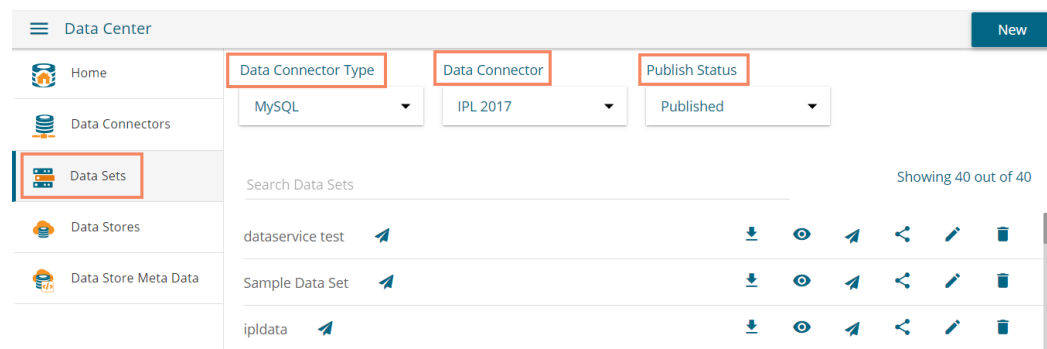 Data Center
New
Home
Data Connectors
Data Sets
Data Stores
Data Store Meta Data
Data Connector Type
Data Connector
Publish Status
MySQL
IPL 2017
Published
Search Data Sets
Showing 40 out of 40
dataservice test
Sample Data Set
ipldata